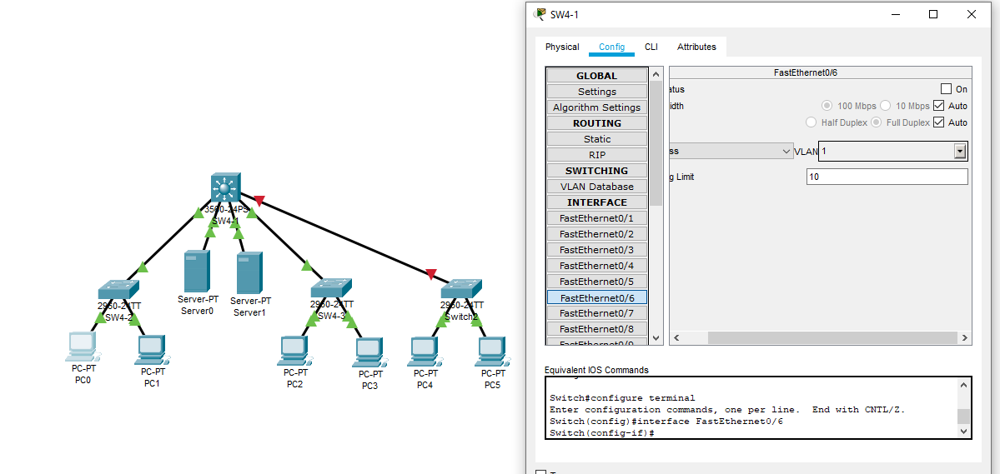 SW4-1
Physical
Config
CLI
Attributes
GLOBAL
Settings
Algorithm Settings
ROUTING
Static
RIP
SWITCHING
VLAN Database
INTERFACE
FastEthernet0/1
FastEthernet0/2
FastEthernet0/3
FastEthernet0/4
FastEthernet0/5
FastEthernet0/6
FastEthernet0/7
FastEthernet0/8
FastEthernet0/9
FastEthernet0/6
atus
On
idth
100 Mbps
10 Mbps
Auto
Half Duplex
Full Duplex
Auto
ss
VLAN
1
g Limit
10
Equivalent IOS Commands
Switch#configure terminal
Enter configuration commands, one per line. End with CNTL/Z.
Switch(config)#interface FastEthernet0/6
Switch(config-if)#
SW4-1
2960-24TT
SW4-2
Server-PT
Server0
Server-PT
Server1
2960-24TT
SW4-3
2960-24TT
Switch2
PC-PT
PC0
PC-PT
PC1
PC-PT
PC2
PC-PT
PC3
PC-PT
PC4
PC-PT
PC5